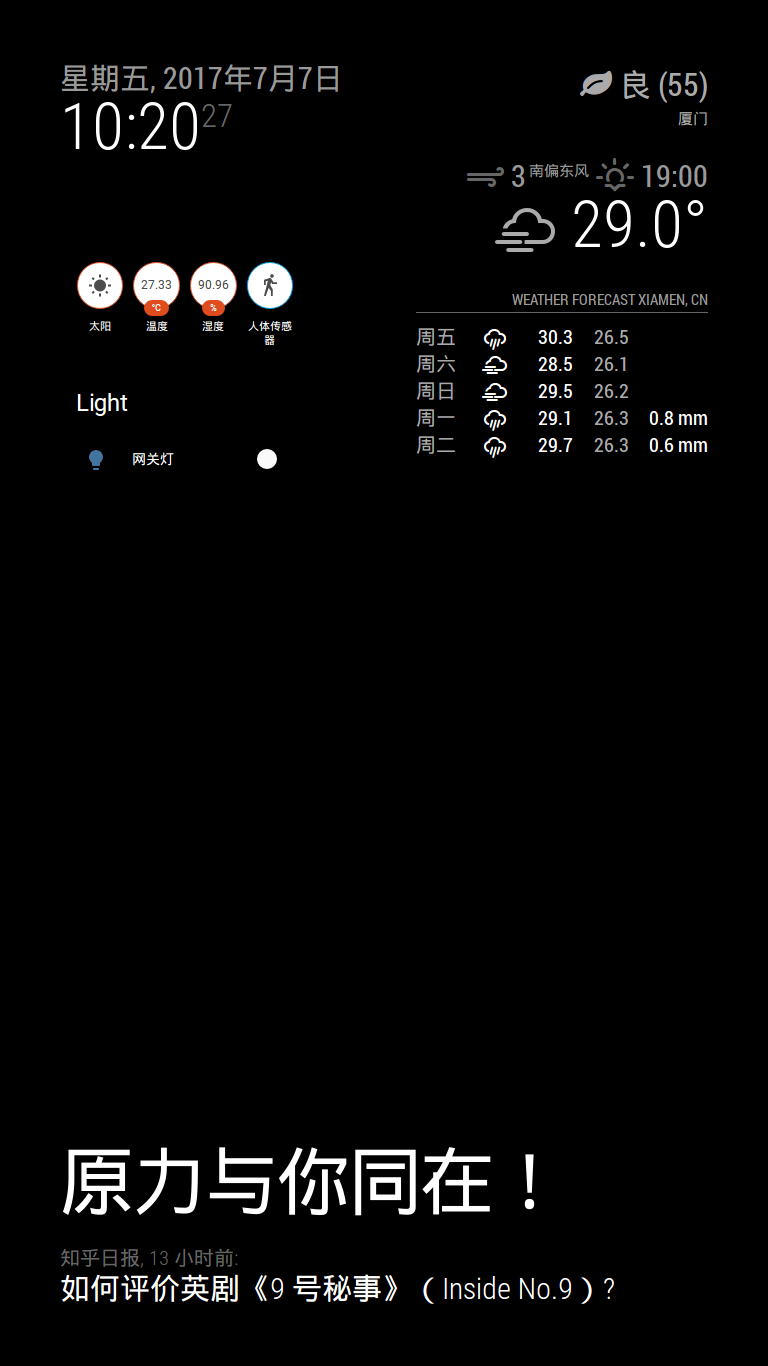 星期五, 2017年7月7日
10:20 27
良 (55)
厦门
3 南偏东风 19:00
29.0°
27.33 90.96
°C %
太阳 温度 湿度 人体传感
器
Light
网关灯
WEATHER FORECAST XIAMEN, CN
周五 30.3 26.5
周六 28.5 26.1
周日 29.5 26.2
周一 29.1 26.3 0.8 mm
周二 29.7 26.3 0.6 mm
原力与你同在！
知乎日报, 13 小时前:
如何评价英剧《9 号秘事》（Inside No.9）?